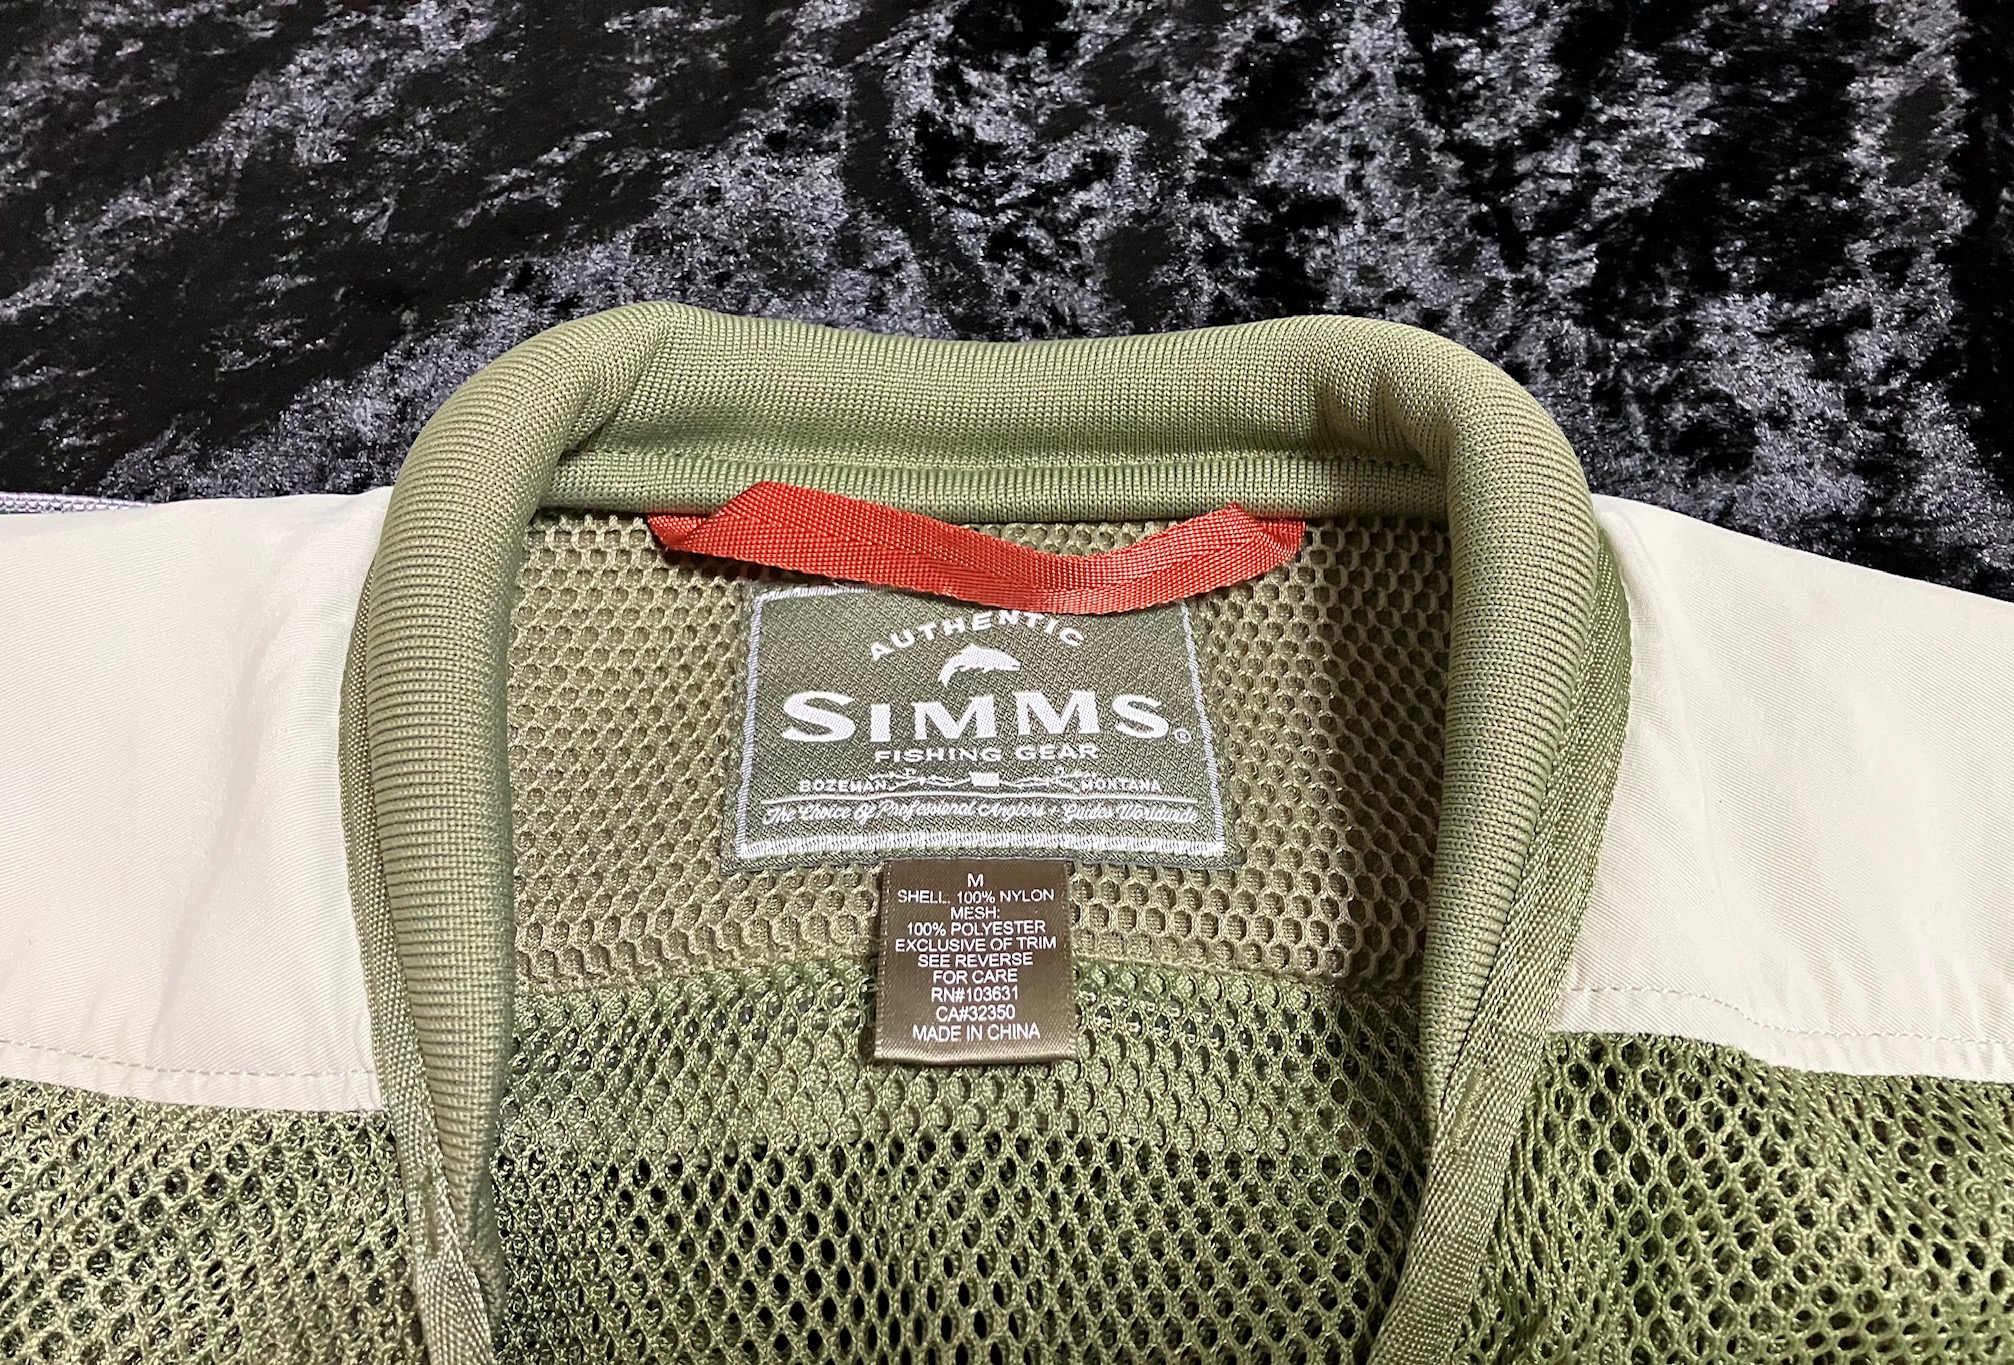 AUTHENTIC
SIMMS®
FISHING GEAR
BOZEMAN MONTANA
The Choice Of Professional Anglers + Guides Worldwide
M
SHELL: 100% NYLON
MESH:
100% POLYESTER
EXCLUSIVE OF TRIM
SEE REVERSE
FOR CARE
RN#103631
CA#32350
MADE IN CHINA